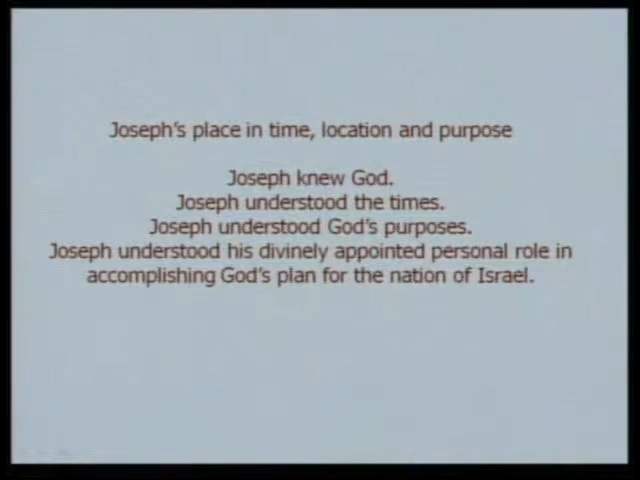 Joseph's place in time, location and purpose
Joseph knew God.
Joseph understood the times.
Joseph understood God's purposes.
Joseph understood his divinely appointed personal role in
accomplishing God's plan for the nation of Israel.